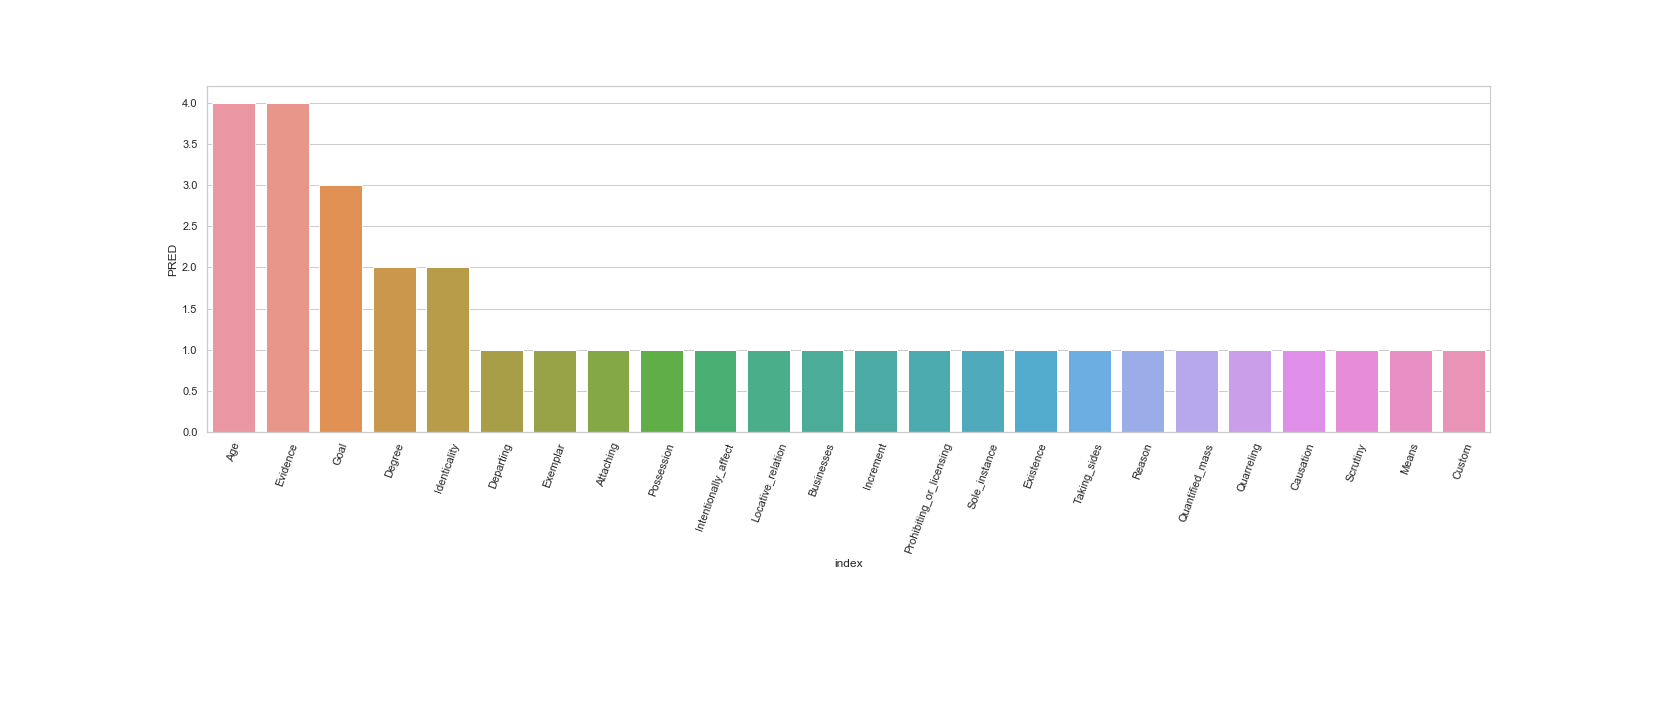 4.0
3.5
3.0
2.5
2.0
1.5
1.0
0.5
0.0
PRED
Age
Evidence
Goal
Degree
Identicality
Departing
Exemplar
Attaching
Possession
Intentionally_affect
Locative_relation
Businesses
Increment
Prohibiting_or_licensing
Sole_instance
Existence
Taking_sides
Reason
Quantified_mass
Quarreling
Causation
Scrutiny
Means
Custom
index